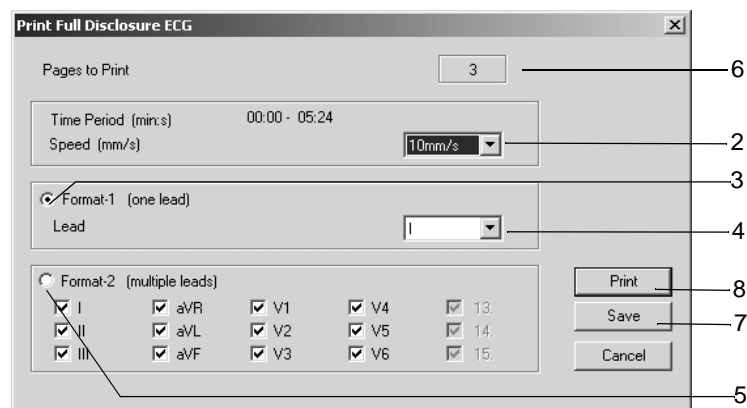 Print Full Disclosure ECG
Pages to Print 3 6
Time Period (min:s) 00:00 - 05:24
Speed (mm/s) 10mm/s 2
3
Format-1 (one lead)
Lead I 4
Format-2 (multiple leads) Print 8
I aVR V1 V4 13.
II aVL V2 V5 14. Save 7
III aVF V3 V6 15. Cancel
5